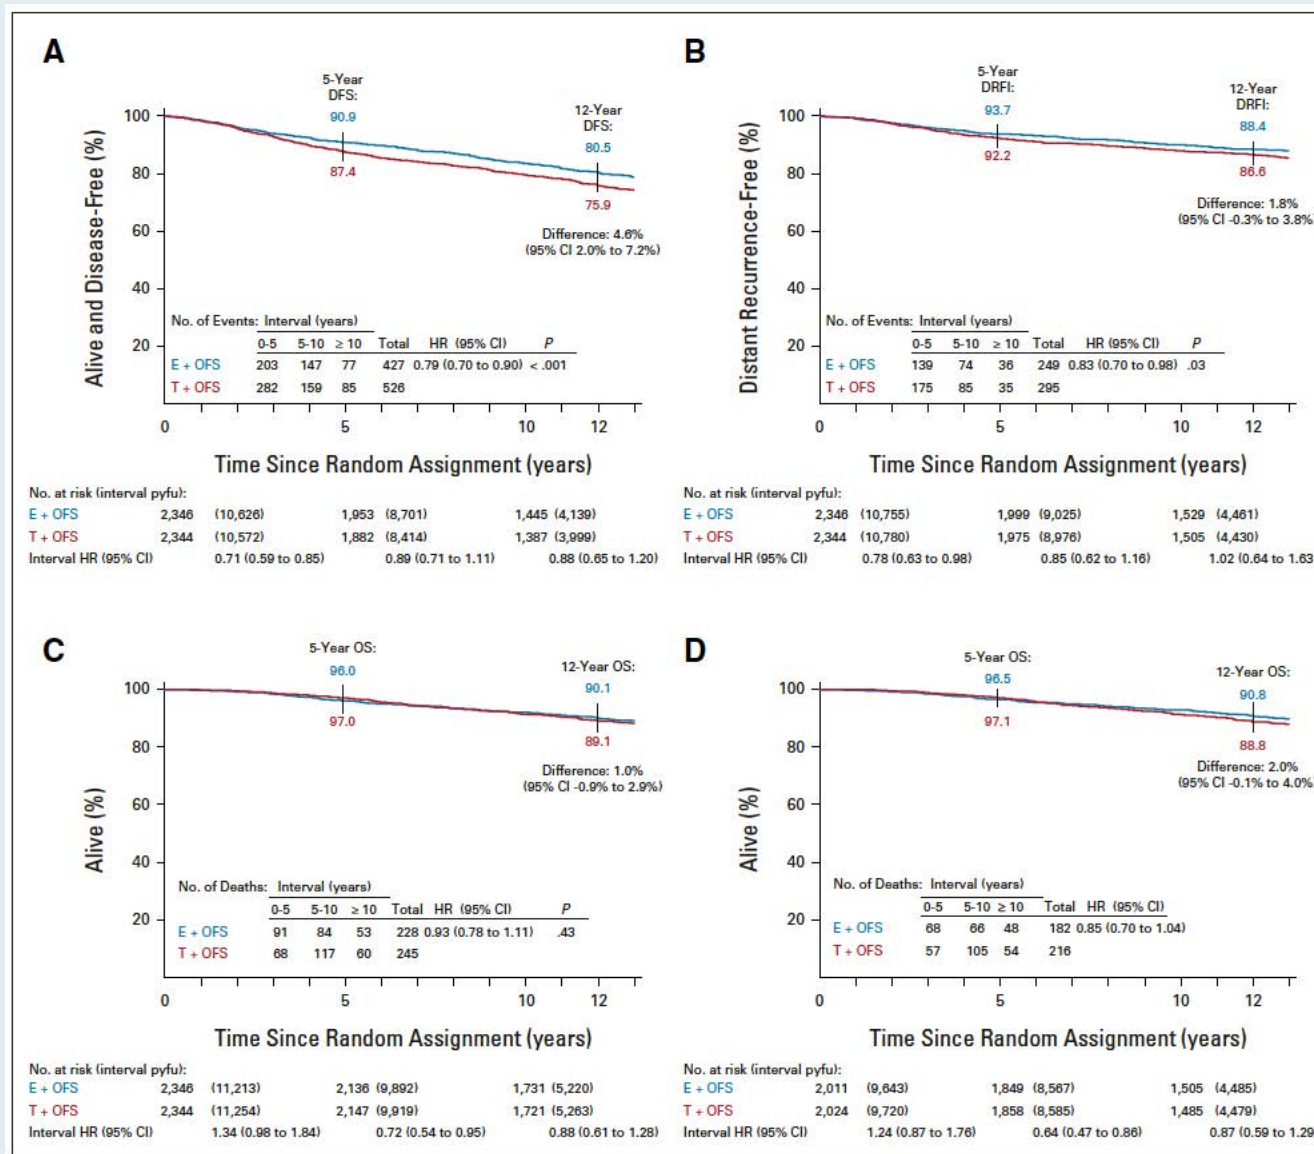 A
5-Year
DFS:
90.9
87.4
12-Year
DFS:
80.5
75.9
Difference: 4.6%
(95% CI 2.0% to 7.2%)
Alive and Disease-Free (%)
100
80
60
40
20
No. of Events: Interval (years)
0-5 5-10 ≥ 10 Total HR (95% CI) P
E + OFS 203 147 77 427 0.79 (0.70 to 0.90) < .001
T + OFS 282 159 85 526
0 5 10 12
Time Since Random Assignment (years)
No. at risk (interval pyfu):
E + OFS 2,346 (10,626) 1,953 (8,701) 1,445 (4,139)
T + OFS 2,344 (10,572) 1,882 (8,414) 1,387 (3,999)
Interval HR (95% CI) 0.71 (0.59 to 0.85) 0.89 (0.71 to 1.11) 0.88 (0.65 to 1.20)
B
5-Year
DRFI:
93.7
92.2
12-Year
DRFI:
88.4
86.6
Difference: 1.8%
(95% CI -0.3% to 3.8%)
Distant Recurrence-Free (%)
100
80
60
40
20
No. of Events: Interval (years)
0-5 5-10 ≥ 10 Total HR (95% CI) P
E + OFS 139 74 36 249 0.83 (0.70 to 0.98) .03
T + OFS 175 85 35 295
0 5 10 12
Time Since Random Assignment (years)
No. at risk (interval pyfu):
E + OFS 2,346 (10,755) 1,999 (9,025) 1,529 (4,461)
T + OFS 2,344 (10,780) 1,975 (8,976) 1,505 (4,430)
Interval HR (95% CI) 0.78 (0.63 to 0.98) 0.85 (0.62 to 1.16) 1.02 (0.64 to 1.63
C
5-Year OS:
96.0
97.0
12-Year OS:
90.1
89.1
Difference: 1.0%
(95% CI -0.9% to 2.9%)
Alive (%)
100
80
60
40
20
No. of Deaths: Interval (years)
0-5 5-10 ≥ 10 Total HR (95% CI) P
E + OFS 91 84 53 228 0.93 (0.78 to 1.11) .43
T + OFS 68 117 60 245
0 5 10 12
Time Since Random Assignment (years)
No. at risk (interval pyfu):
E + OFS 2,346 (11,213) 2,136 (9,892) 1,731 (5,220)
T + OFS 2,344 (11,254) 2,147 (9,919) 1,721 (5,263)
Interval HR (95% CI) 1.34 (0.98 to 1.84) 0.72 (0.54 to 0.95) 0.88 (0.61 to 1.28)
D
5-Year OS:
96.5
97.1
12-Year OS:
90.8
88.8
Difference: 2.0%
(95% CI -0.1% to 4.0%
Alive (%)
100
80
60
40
20
No. of Deaths: Interval (years)
0-5 5-10 ≥ 10 Total HR (95% CI)
E + OFS 68 66 48 182 0.85 (0.70 to 1.04)
T + OFS 57 105 54 216
0 5 10 12
Time Since Random Assignment (years)
No. at risk (interval pyfu):
E + OFS 2,011 (9,643) 1,849 (8,567) 1,505 (4,485)
T + OFS 2,024 (9,720) 1,858 (8,585) 1,485 (4,479)
Interval HR (95% CI) 1.24 (0.87 to 1.76) 0.64 (0.47 to 0.86) 0.87 (0.59 to 1.29